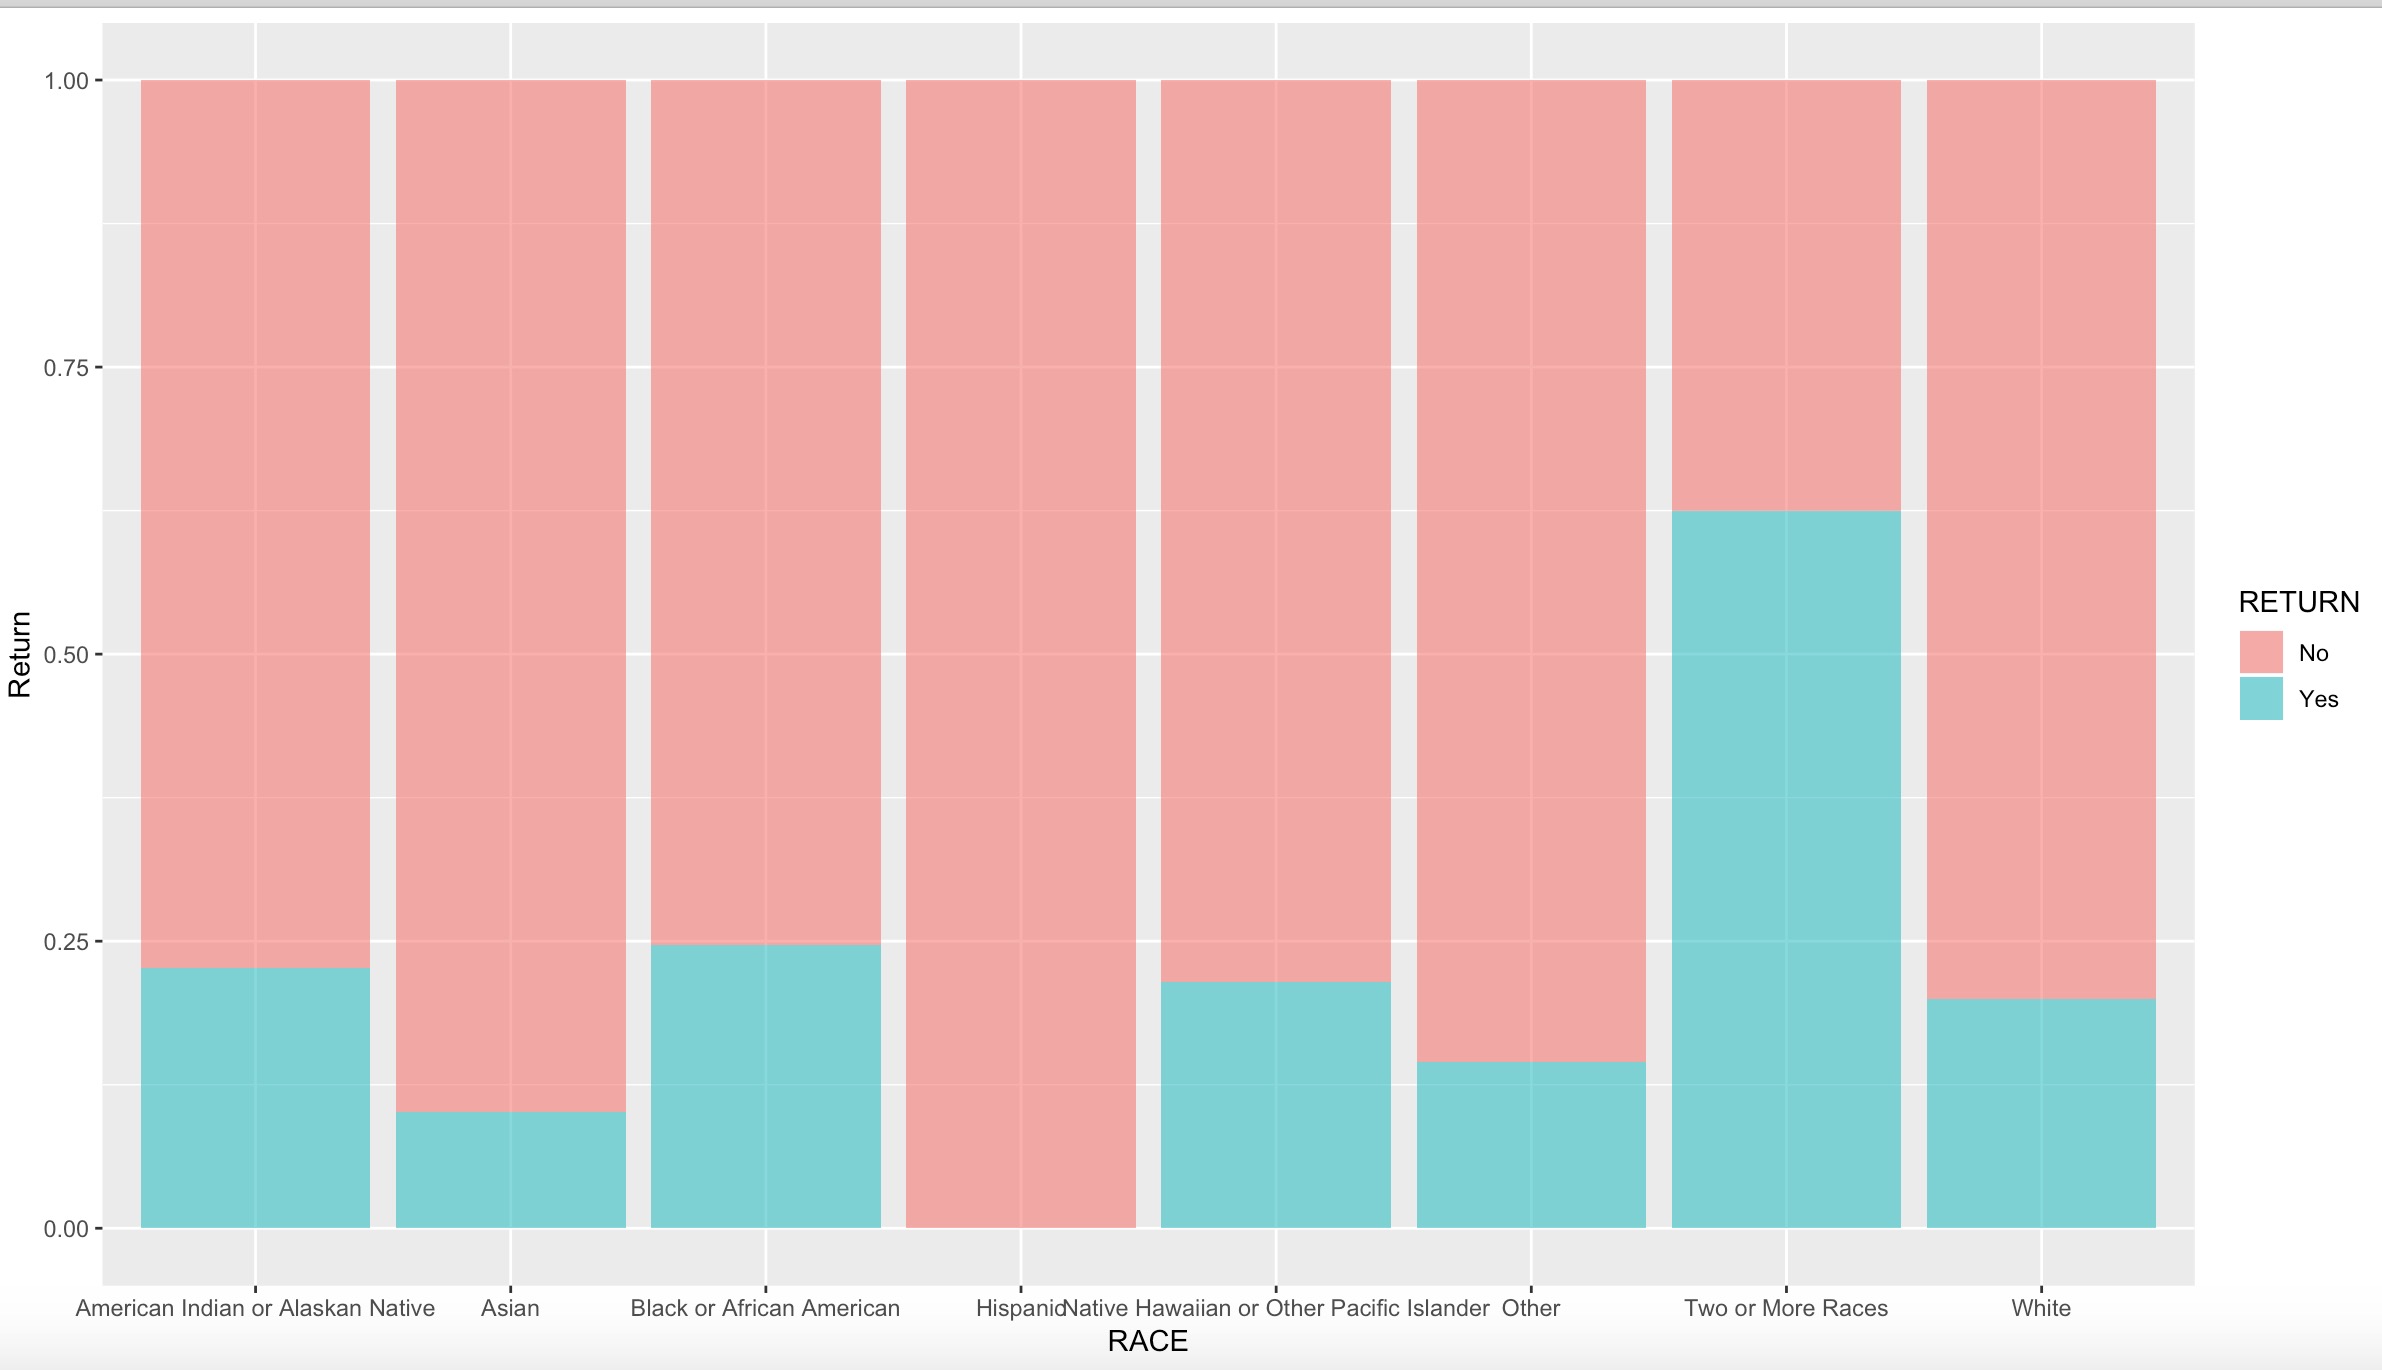 1.00
0.75
0.50
0.25
0.00
Return
American Indian or Alaskan Native
Asian
Black or African American
Hispanic
Native Hawaiian or Other Pacific Islander
Other
Two or More Races
White
RACE
RETURN
No
Yes